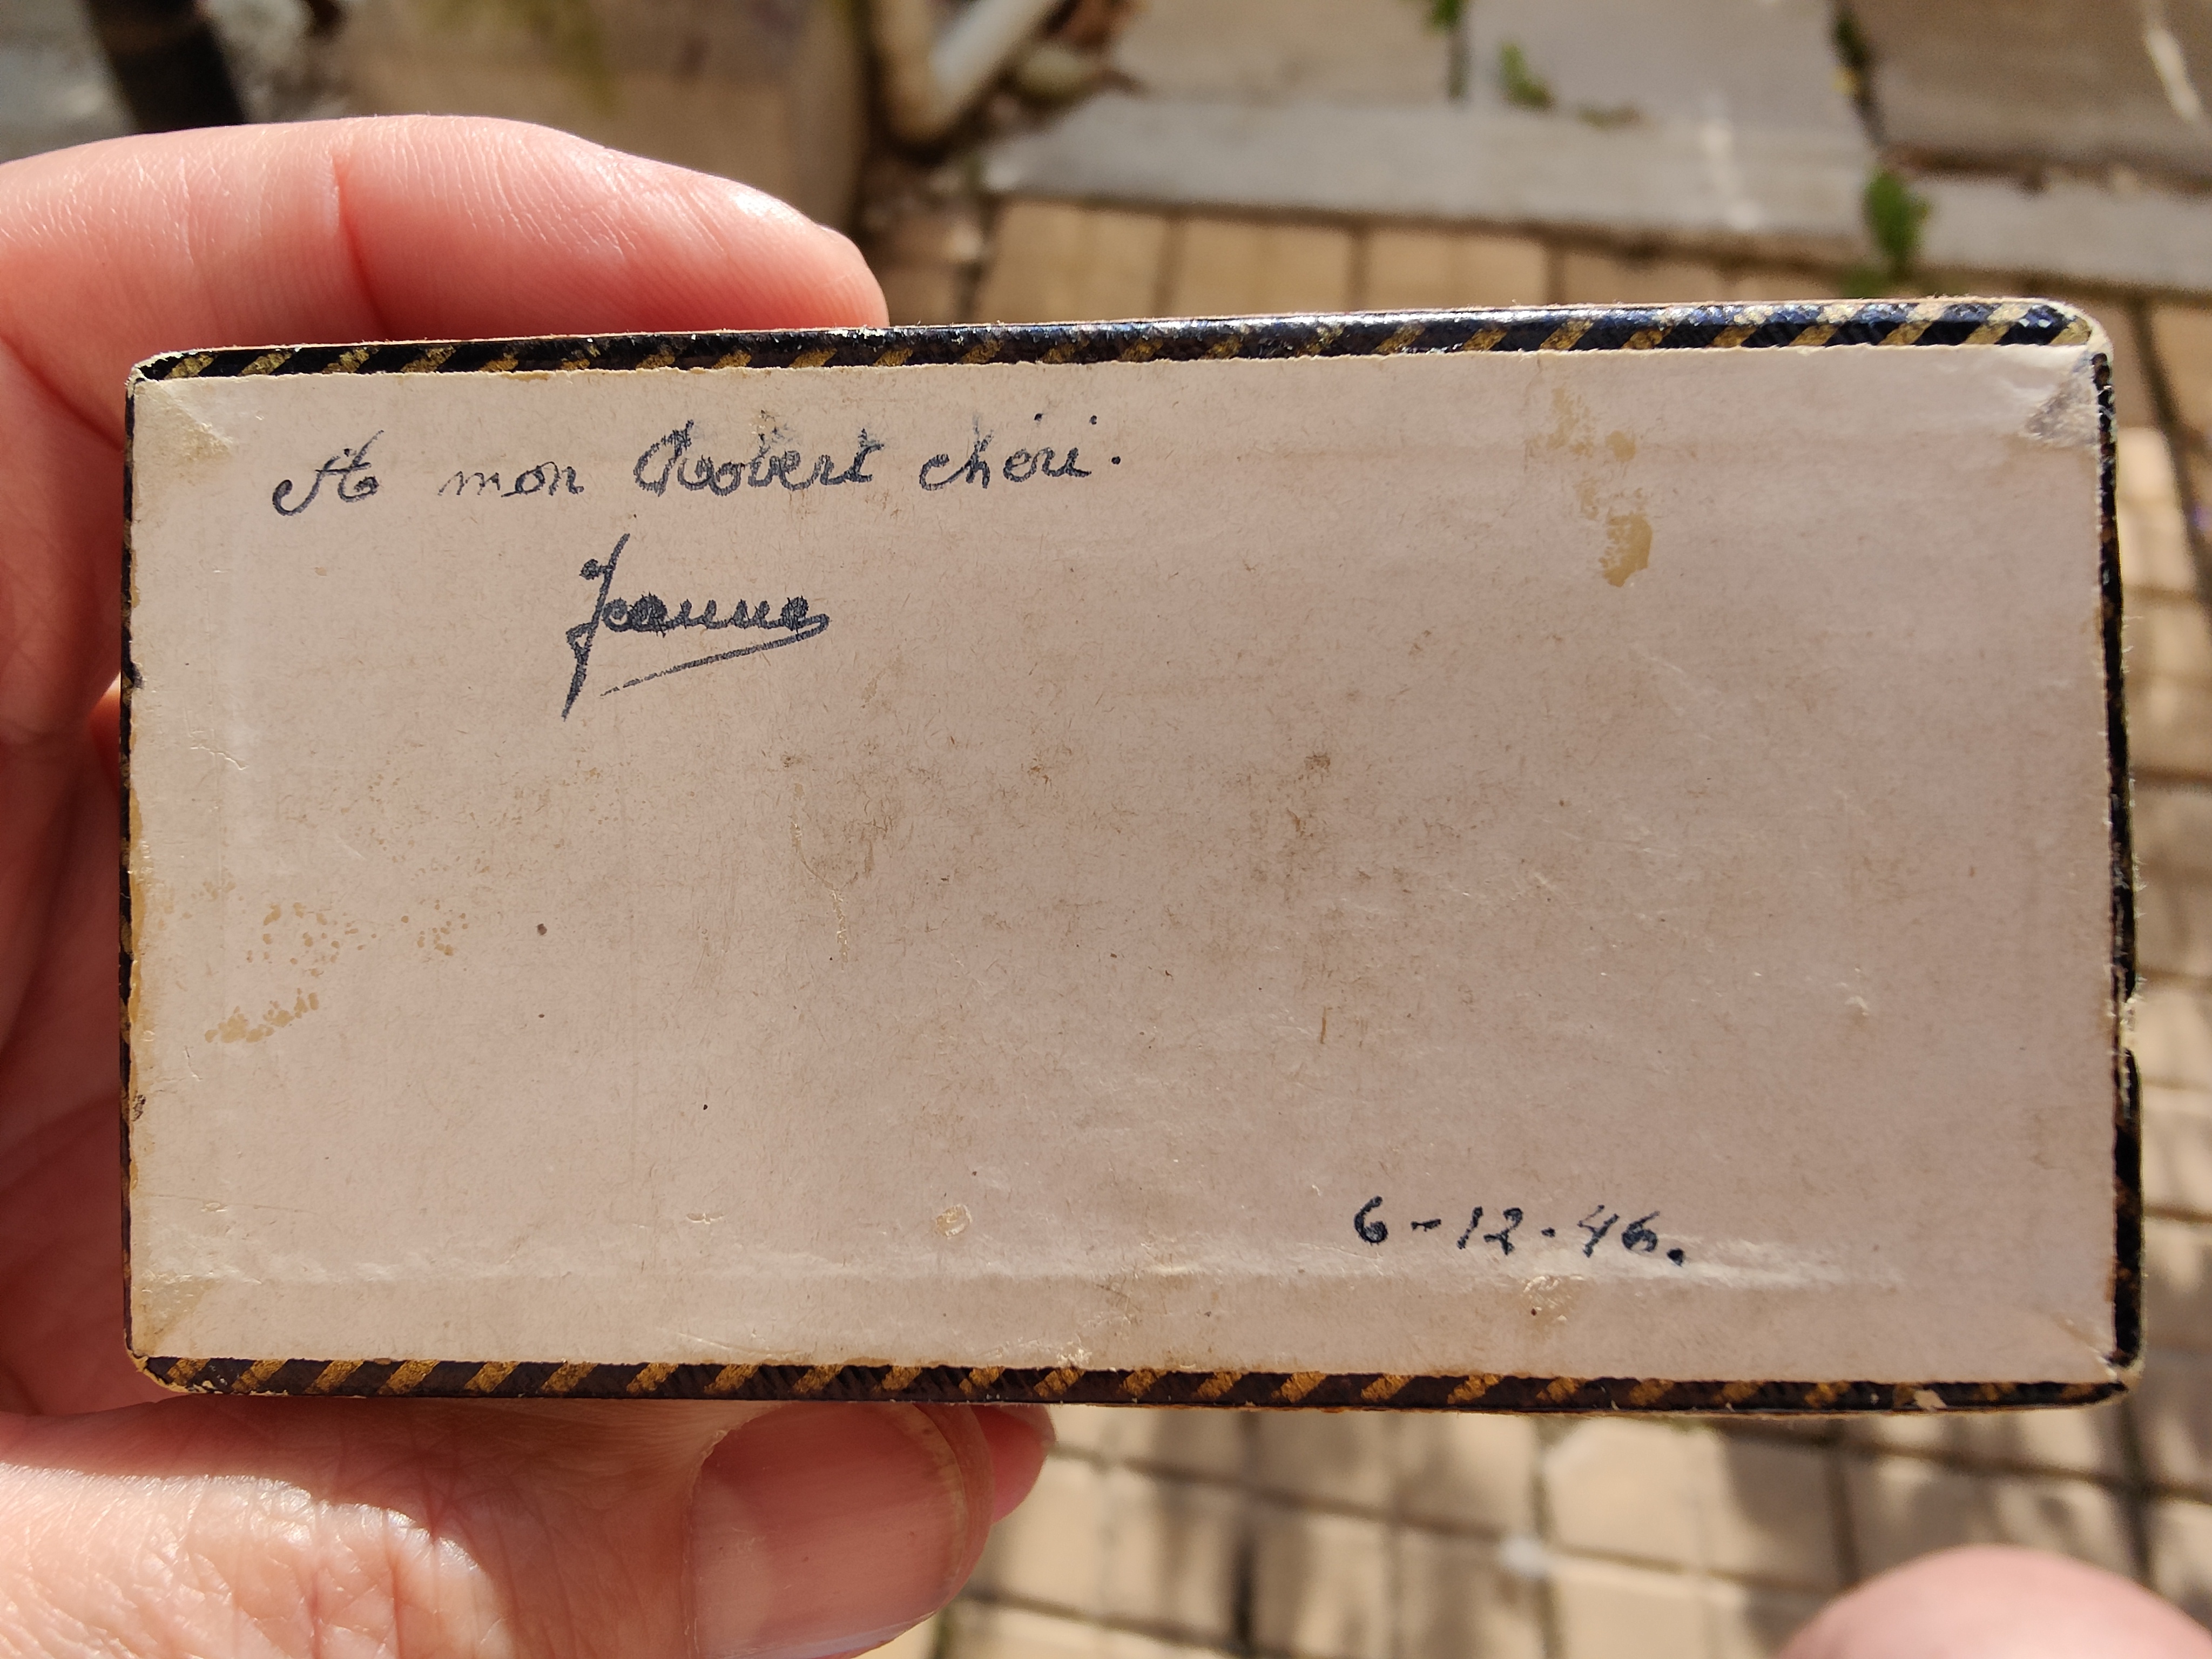 A mon Robert chéri.
Jeanne
6-12-46.